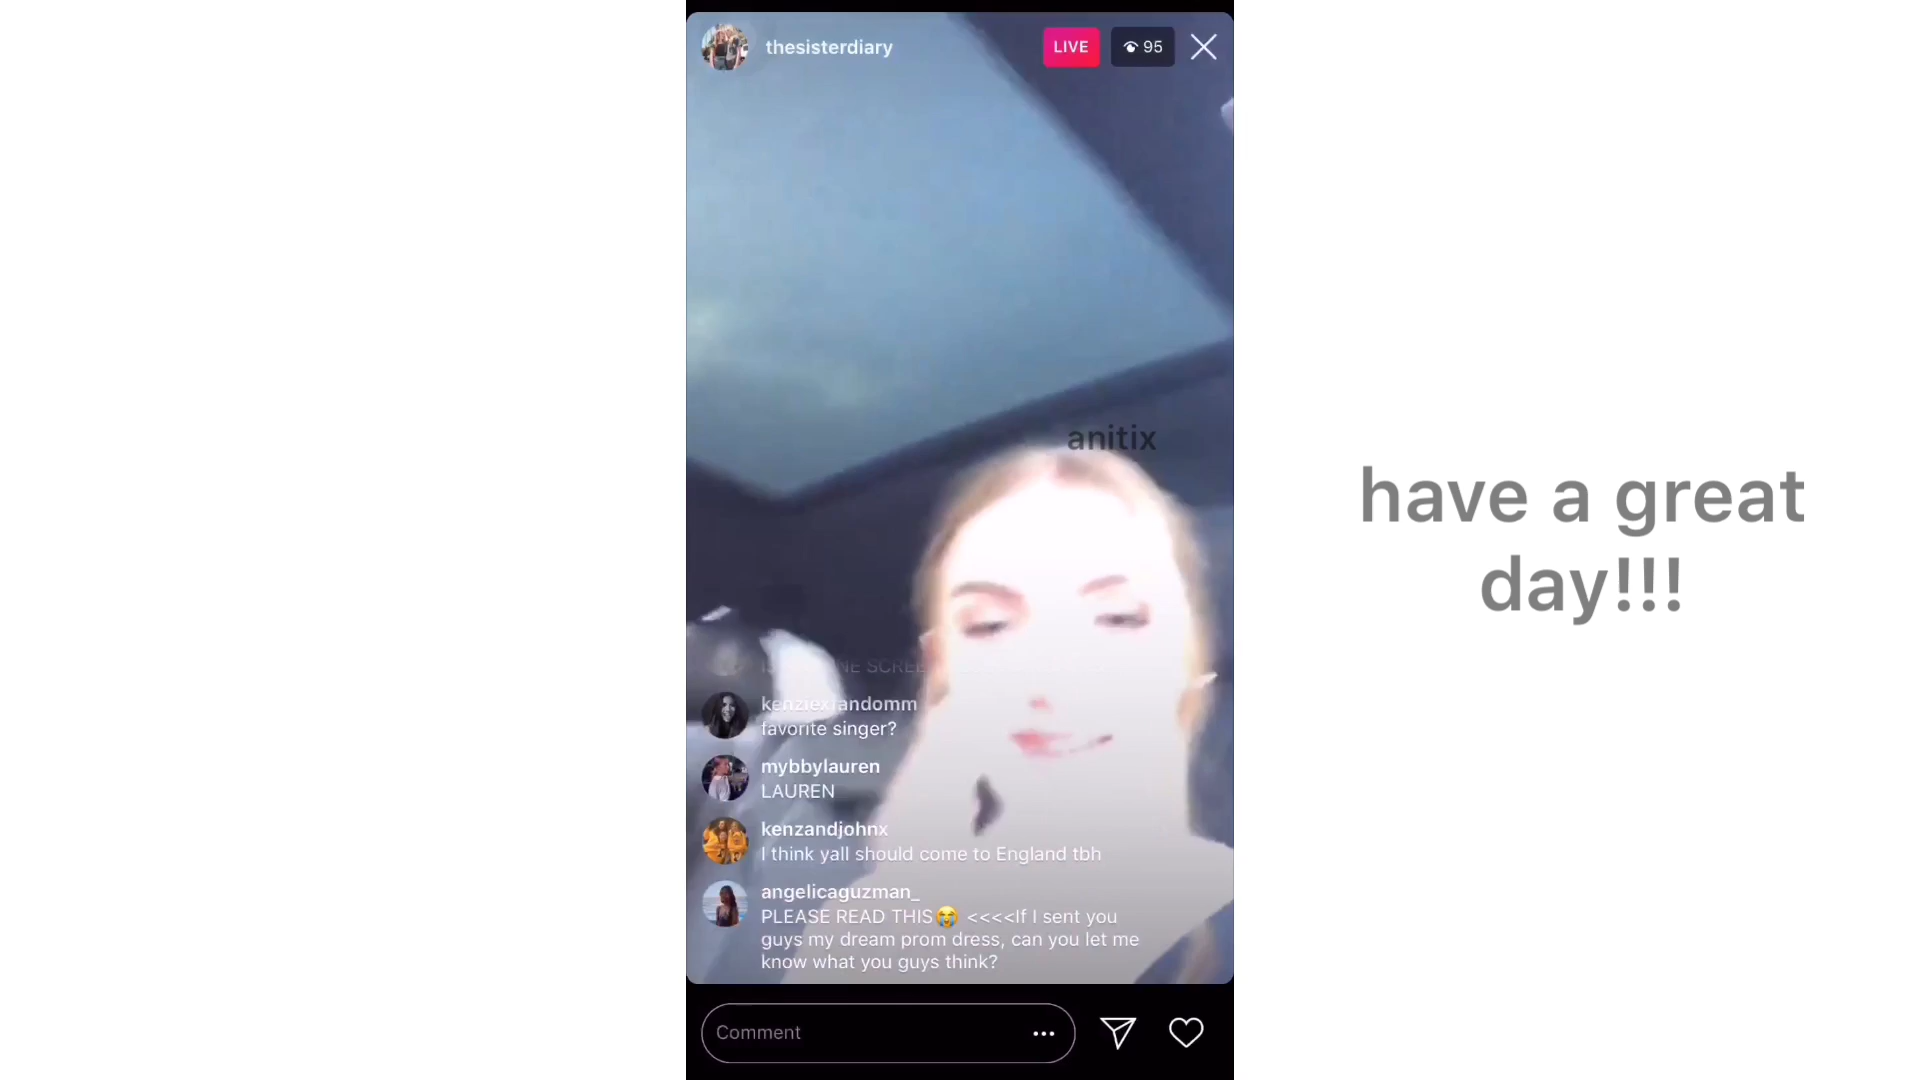 thesisterdiary
LIVE
95
anitix
have a great
day!!!
favorite singer?
mybbylauren
LAUREN
kenzandjohnx
I think yall should come to England tbh
angelicaguzman_
PLEASE READ THIS😭 <<<<If I sent you
guys my dream prom dress, can you let me
know what you guys think?
Comment